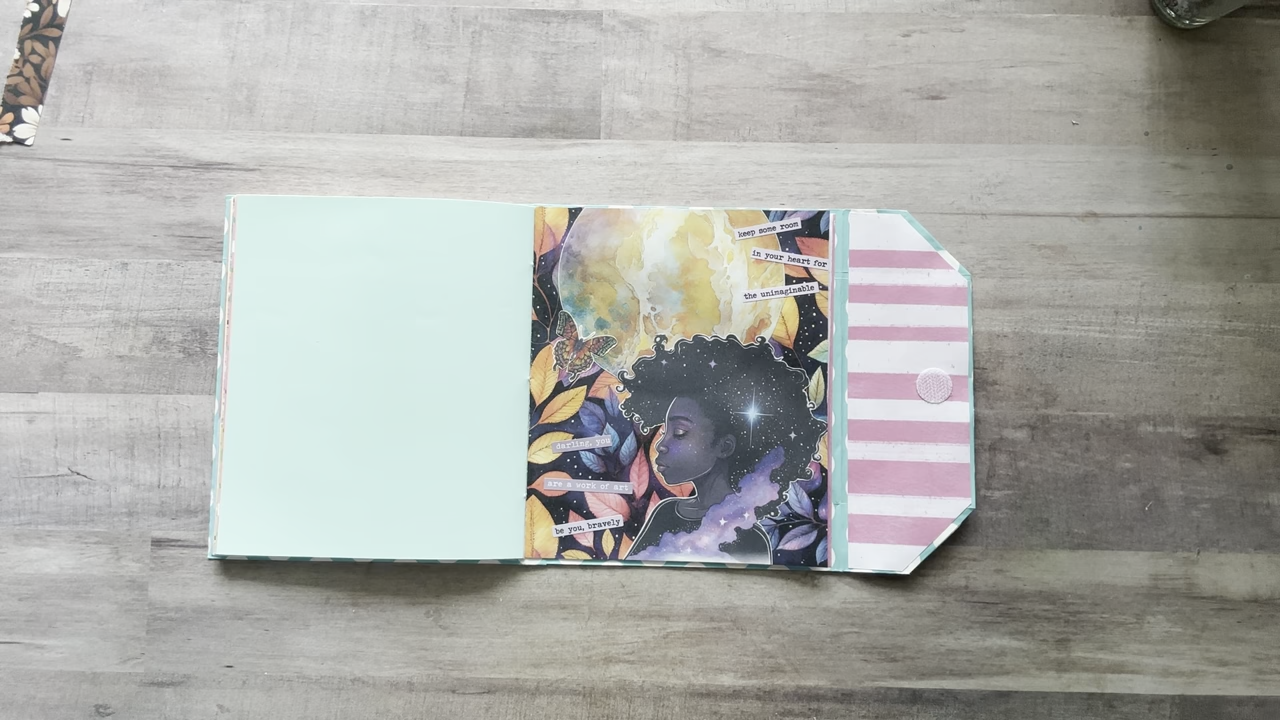 keep some room
in your heart for
the unimaginable
darling, you
are a work of art
be you, bravely